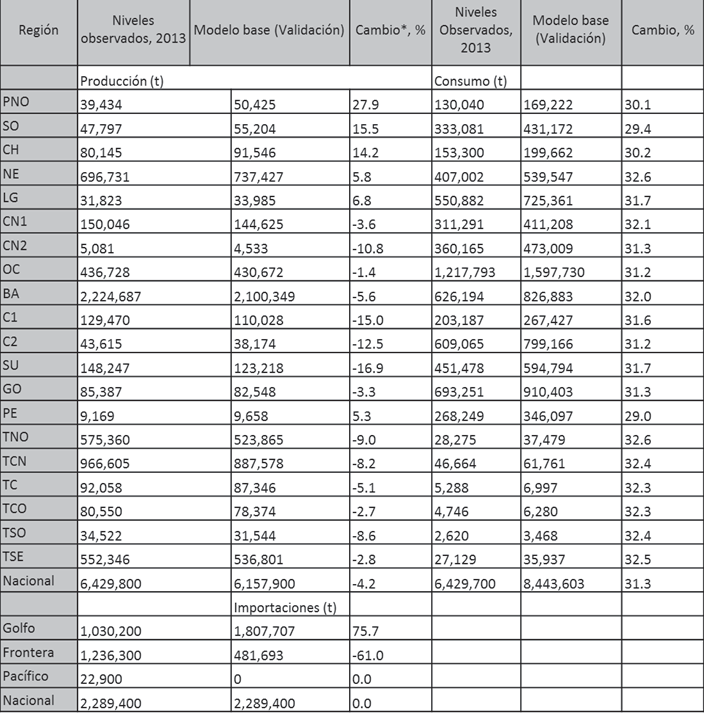 Región Niveles observados, 2013 Modelo base (Validación) Cambio*, % Niveles Observados, 2013 Modelo base (Validación) Cambio, %
Producción (t) Consumo (t)
PNO 39,434 50,425 27.9 130,040 169,222 30.1
SO 47,797 55,204 15.5 333,081 431,172 29.4
CH 80,145 91,546 14.2 153,300 199,662 30.2
NE 696,731 737,427 5.8 407,002 539,547 32.6
LG 31,823 33,985 6.8 550,882 725,361 31.7
CN1 150,046 144,625 -3.6 311,291 411,208 32.1
CN2 5,081 4,533 -10.8 360,165 473,009 31.3
OC 436,728 430,672 -1.4 1,217,793 1,597,730 31.2
BA 2,224,687 2,100,349 -5.6 626,194 826,883 32.0
C1 129,470 110,028 -15.0 203,187 267,427 31.6
C2 43,615 38,174 -12.5 609,065 799,166 31.2
SU 148,247 123,218 -16.9 451,478 594,794 31.7
GO 85,387 82,548 -3.3 693,251 910,403 31.3
PE 9,169 9,658 5.3 268,249 346,097 29.0
TNO 575,360 523,865 -9.0 28,275 37,479 32.6
TCN 966,605 887,578 -8.2 46,664 61,761 32.4
TC 92,058 87,346 -5.1 5,288 6,997 32.3
TCO 80,550 78,374 -2.7 4,746 6,280 32.3
TSO 34,522 31,544 -8.6 2,620 3,468 32.4
TSE 552,346 536,801 -2.8 27,129 35,937 32.5
Nacional 6,429,800 6,157,900 -4.2 6,429,700 8,443,603 31.3
Importaciones (t)
Golfo 1,030,200 1,807,707 75.7
Frontera 1,236,300 481,693 -61.0
Pacífico 22,900 0 0.0
Nacional 2,289,400 2,289,400 0.0